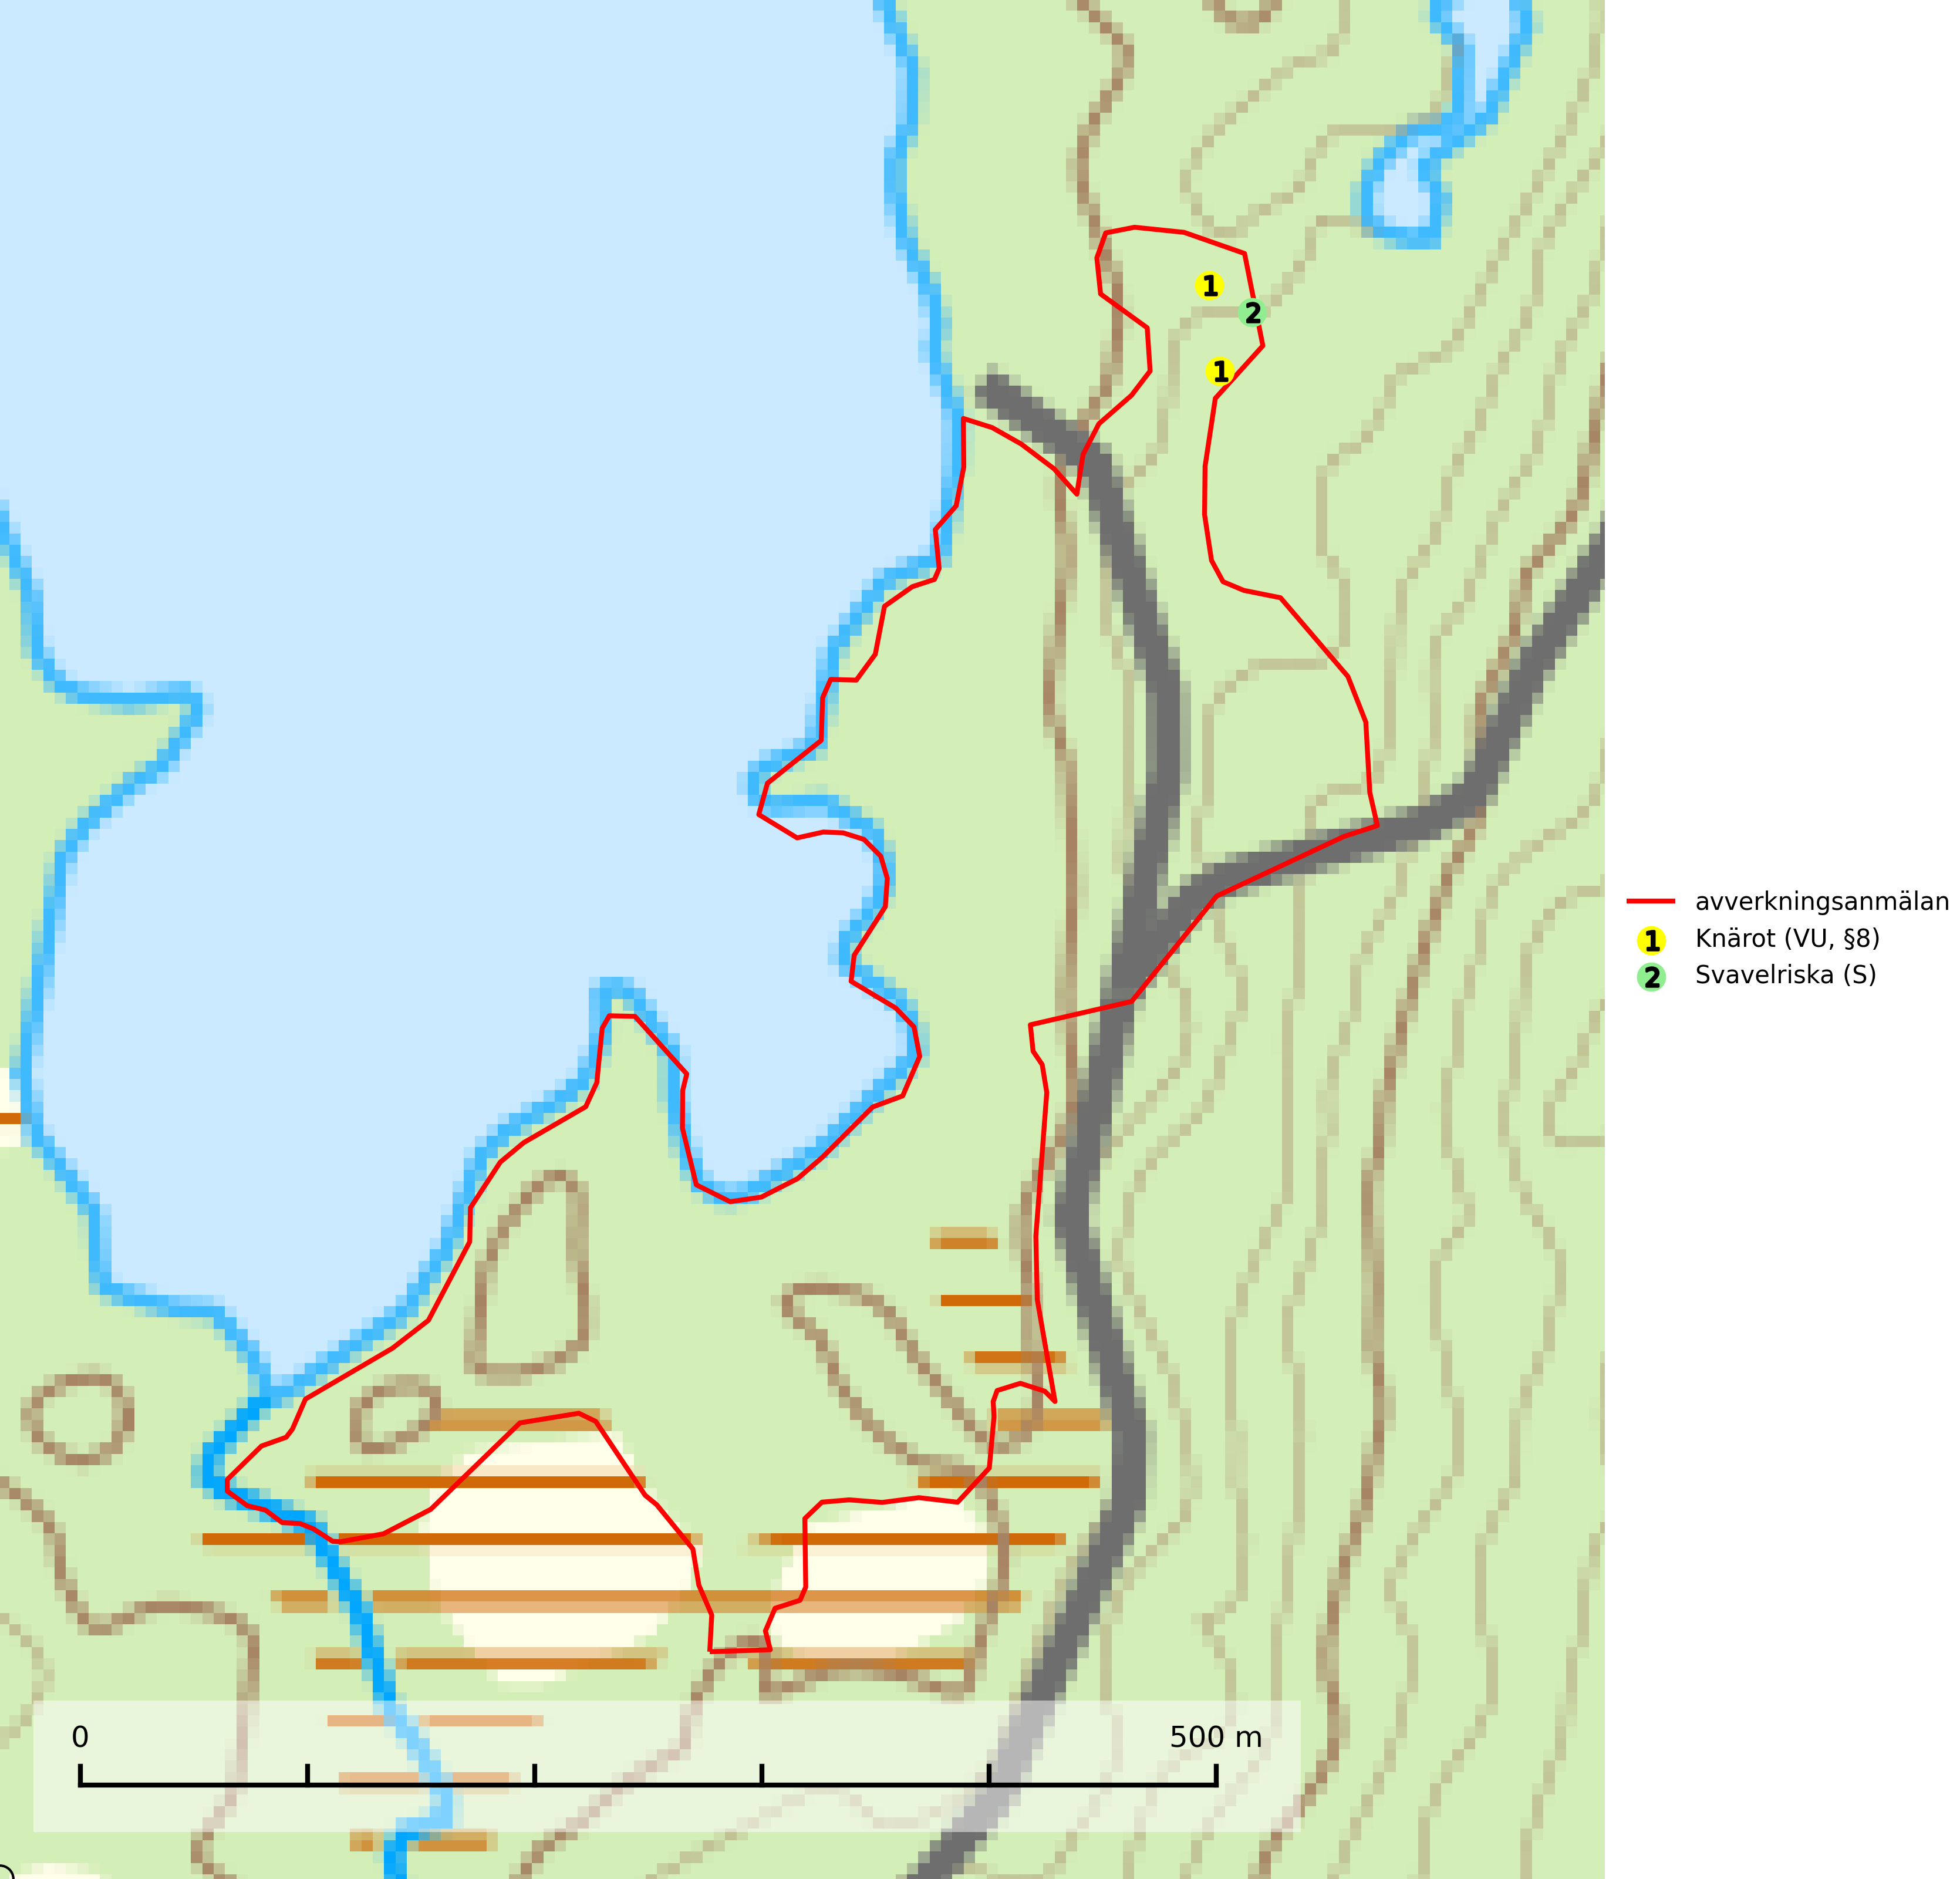 1
2
1
avverkningsanmälan
1 Knärot (VU, §8)
2 Svavelriska (S)
0 500 m